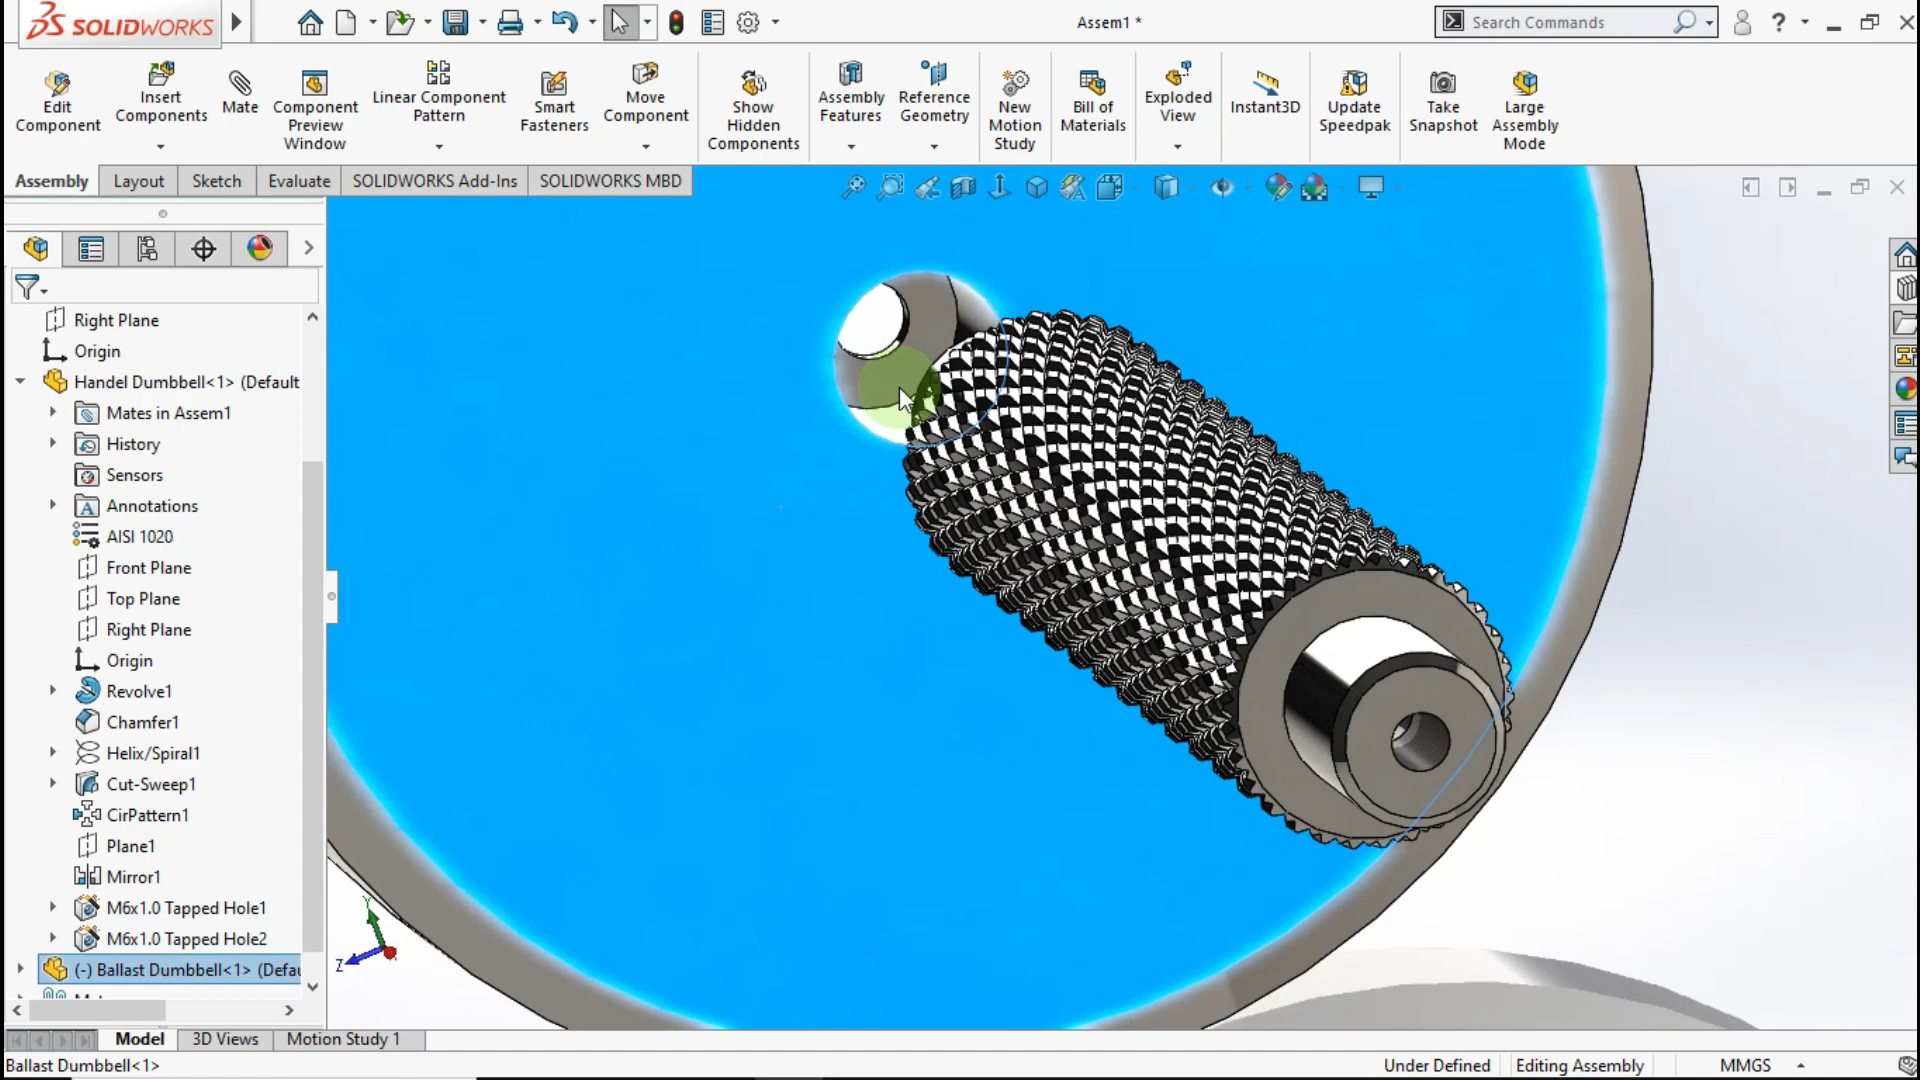 SOLIDWORKS
Assem1 *
Search Commands
Edit Component
Insert Components
Mate
Component Preview Window
Linear Component Pattern
Smart Fasteners
Move Component
Show Hidden Components
Assembly Features
Reference Geometry
New Motion Study
Bill of Materials
Exploded View
Instant3D
Update Speedpak
Take Snapshot
Large Assembly Mode
Assembly
Layout
Sketch
Evaluate
SOLIDWORKS Add-Ins
SOLIDWORKS MBD
Right Plane
Origin
Handel Dumbbell<1> (Default
Mates in Assem1
History
Sensors
Annotations
AISI 1020
Front Plane
Top Plane
Right Plane
Origin
Revolve1
Chamfer1
Helix/Spiral1
Cut-Sweep1
CirPattern1
Plane1
Mirror1
M6x1.0 Tapped Hole1
M6x1.0 Tapped Hole2
(-) Ballast Dumbbell<1> (Defau
Y
Z
Model
3D Views
Motion Study 1
Ballast Dumbbell<1>
Under Defined
Editing Assembly
MMGS